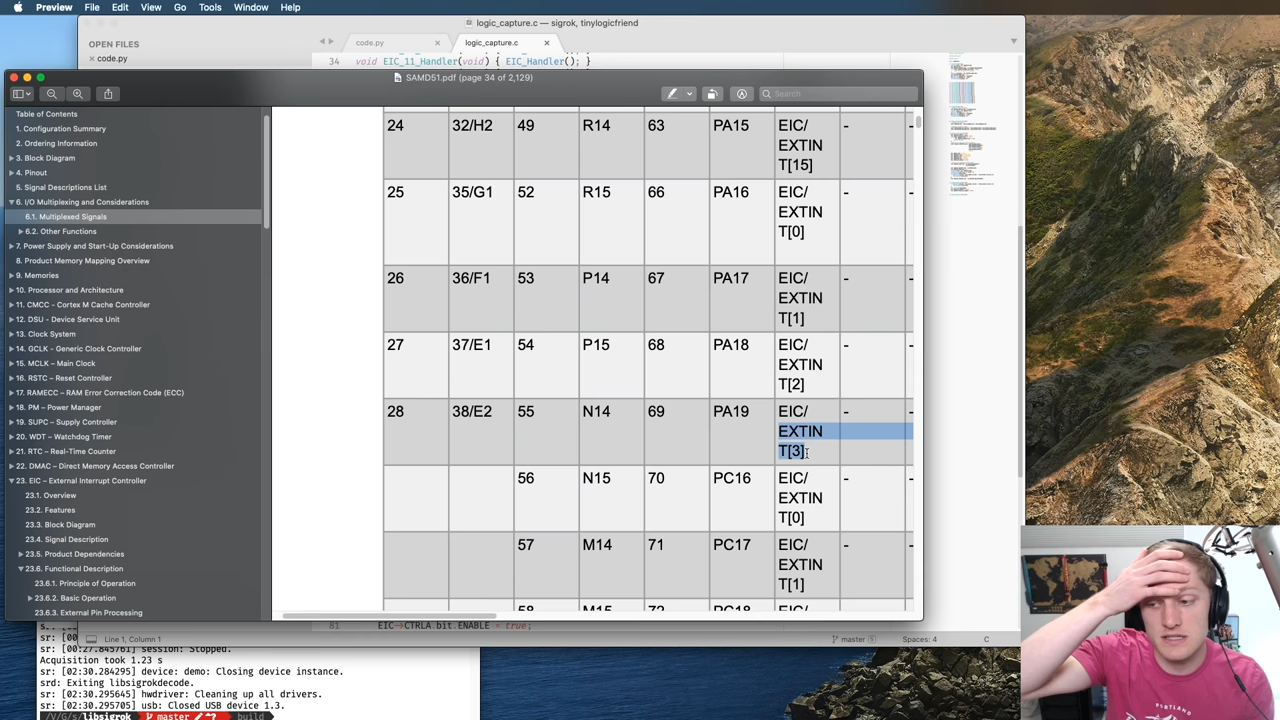 Preview File Edit View Go Tools Window Help
logic_capture.c — sigrok, tinylogicfriend
OPEN FILES
× code.py
code.py ×
logic_capture.c ×
34 void EIC_11_Handler(void) { EIC_Handler(); }
SAMD51.pdf (page 34 of 2,129)
Search
Table of Contents
1. Configuration Summary
2. Ordering Information
3. Block Diagram
4. Pinout
5. Signal Descriptions List
6. I/O Multiplexing and Considerations
6.1. Multiplexed Signals
6.2. Other Functions
7. Power Supply and Start-Up Considerations
8. Product Memory Mapping Overview
9. Memories
10. Processor and Architecture
11. CMCC - Cortex M Cache Controller
12. DSU - Device Service Unit
13. Clock System
14. GCLK - Generic Clock Controller
15. MCLK – Main Clock
16. RSTC – Reset Controller
17. RAMECC – RAM Error Correction Code (ECC)
18. PM – Power Manager
19. SUPC – Supply Controller
20. WDT – Watchdog Timer
21. RTC – Real-Time Counter
22. DMAC – Direct Memory Access Controller
23. EIC – External Interrupt Controller
23.1. Overview
23.2. Features
23.3. Block Diagram
23.4. Signal Description
23.5. Product Dependencies
23.6. Functional Description
23.6.1. Principle of Operation
23.6.2. Basic Operation
23.6.3. External Pin Processing
24 32/H2 49 R14 63 PA15 EIC/ - -
EXTIN
T[15]
25 35/G1 52 R15 66 PA16 EIC/ - -
EXTIN
T[0]
26 36/F1 53 P14 67 PA17 EIC/ - -
EXTIN
T[1]
27 37/E1 54 P15 68 PA18 EIC/ - -
EXTIN
T[2]
28 38/E2 55 N14 69 PA19 EIC/ - -
EXTIN
T[3]
56 N15 70 PC16 EIC/ - -
EXTIN
T[0]
57 M14 71 PC17 EIC/ - -
EXTIN
T[1]
58 M15 72 PC18 EIC/ - -
81 EIC->CTRLA bit.ENABLE = true;
Line 1, Column 1
master 5
Spaces: 4
C
sr: [00:27.845761] session: Stopped.
Acquisition took 1.23 s
sr: [02:30.284295] device: demo: Closing device instance.
srd: Exiting libsigrokdecode.
sr: [02:30.295645] hwdriver: Cleaning up all drivers.
sr: [02:30.295705] usb: Closed USB device 1.3.
/V/G/s/libsigrok master build
PORTLAND